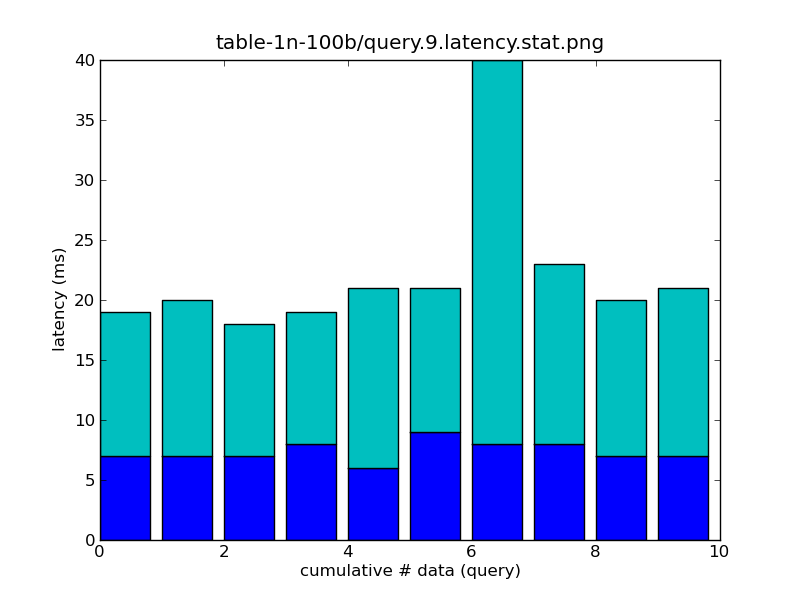 table-1n-100b/query.9.latency.stat.png
40
35
30
25
20
15
10
5
0
latency (ms)
0 2 4 6 8 10
cumulative # data (query)